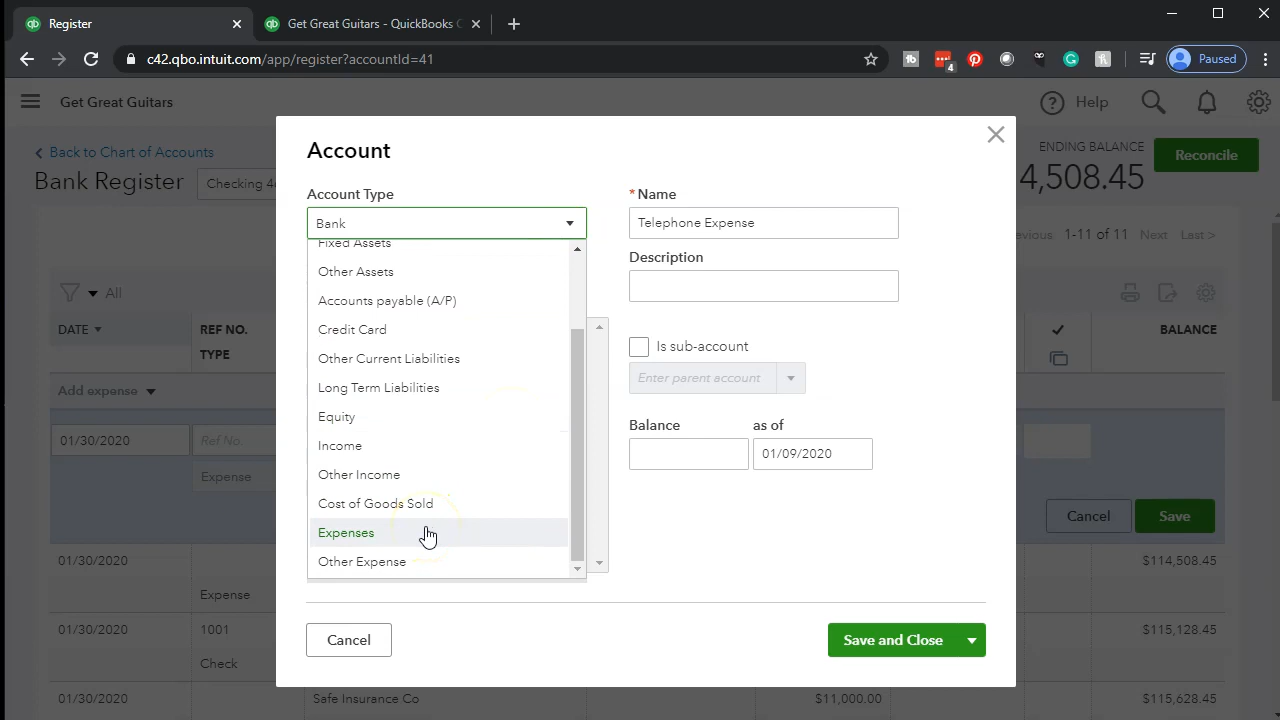 Register
Get Great Guitars - QuickBooks
c42.qbo.intuit.com/app/register?accountId=41
4
Paused
Get Great Guitars
Help
Back to Chart of Accounts
Bank Register
Checking
ENDING BALANCE
4,508.45
Reconcile
1-11 of 11 Next Last >
All
DATE
REF NO.
TYPE
BALANCE
Add expense
01/30/2020
Ref No.
Expense
Cancel
Save
01/30/2020
$114,508.45
Expense
01/30/2020
1001
$115,128.45
Check
01/30/2020
Safe Insurance Co
$11,000.00
$115,628.45
Account
Account Type
Bank
Fixed Assets
Other Assets
Accounts payable (A/P)
Credit Card
Other Current Liabilities
Long Term Liabilities
Equity
Income
Other Income
Cost of Goods Sold
Expenses
Other Expense
* Name
Telephone Expense
Description
Is sub-account
Enter parent account
Balance
as of
01/09/2020
Cancel
Save and Close